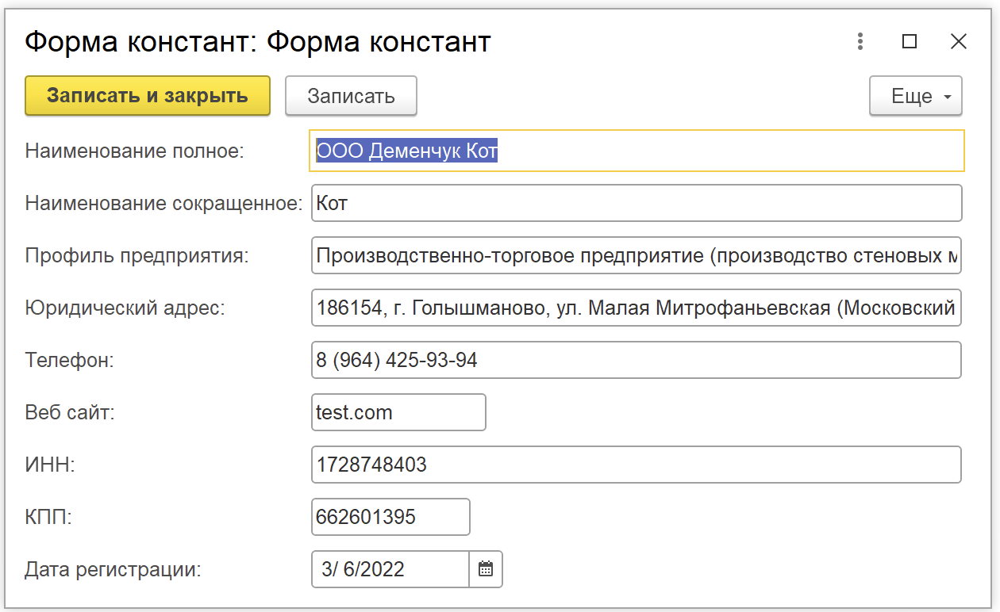 Форма констант: Форма констант
Записать и закрыть Записать Еще
Наименование полное: ООО Деменчук Кот
Наименование сокращенное: Кот
Профиль предприятия: Производственно-торговое предприятие (производство стеновых м
Юридический адрес: 186154, г. Голышманово, ул. Малая Митрофаньевская (Московский
Телефон: 8 (964) 425-93-94
Веб сайт: test.com
ИНН: 1728748403
КПП: 662601395
Дата регистрации: 3/ 6/2022